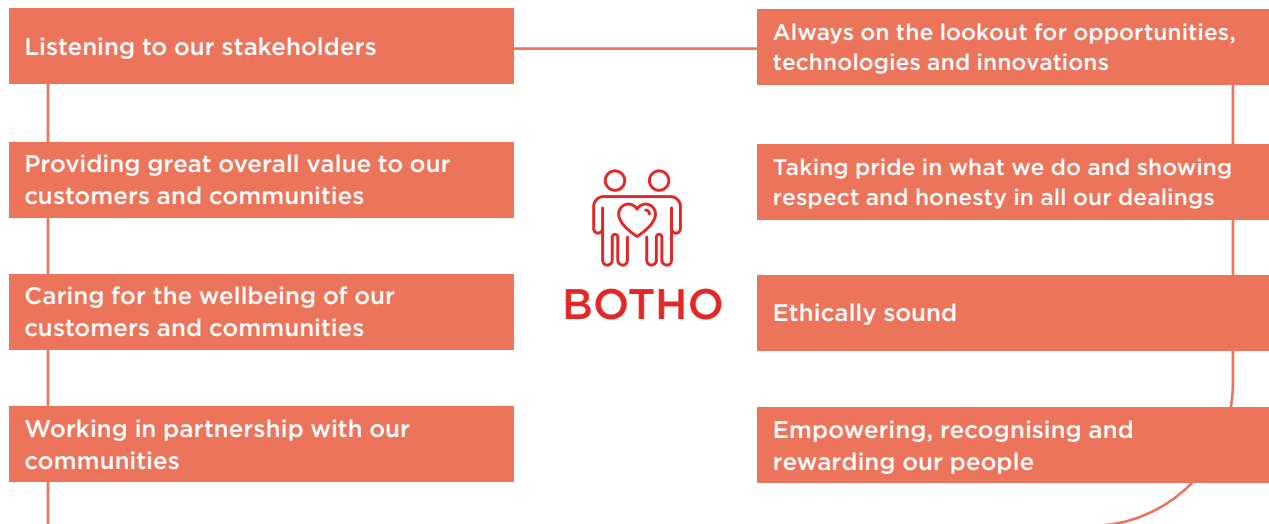 Listening to our stakeholders
Providing great overall value to our
customers and communities
Caring for the wellbeing of our
customers and communities
Working in partnership with our
communities
BOTHO
Always on the lookout for opportunities,
technologies and innovations
Taking pride in what we do and showing
respect and honesty in all our dealings
Ethically sound
Empowering, recognising and
rewarding our people